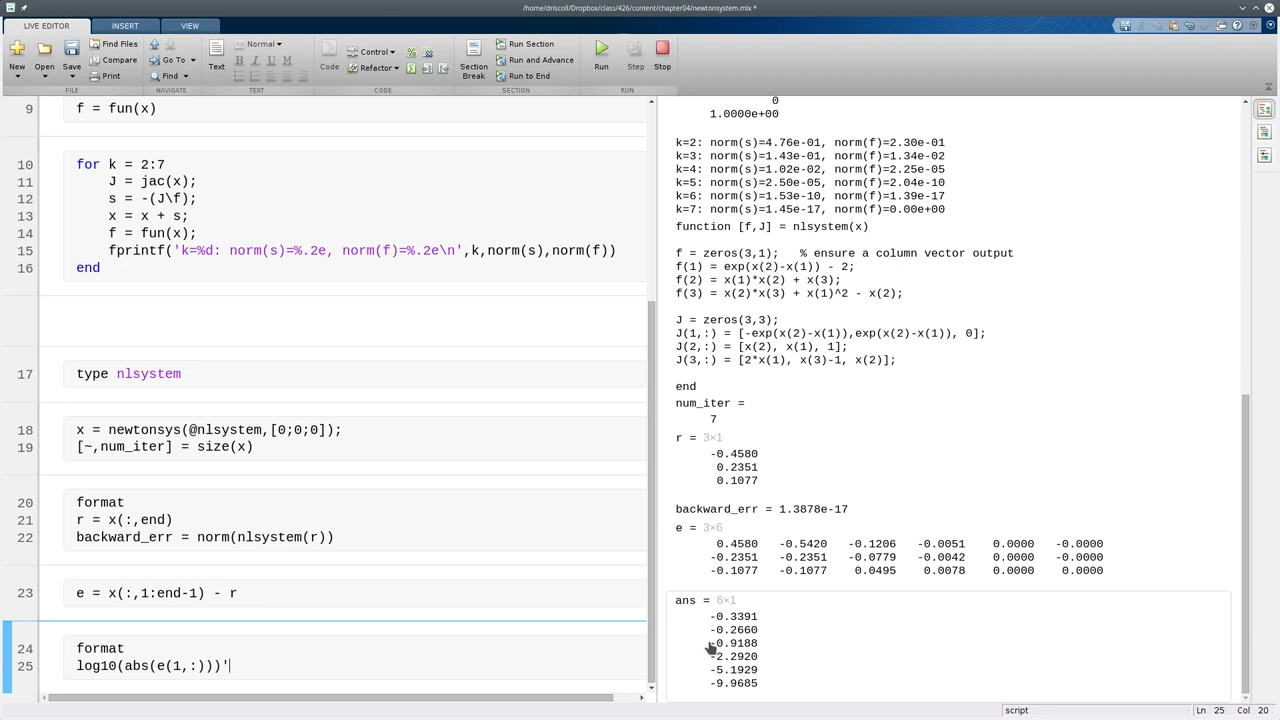 /home/driscoll/Dropbox/class/426/content/chapter04/newtonsystem.mlx *
LIVE EDITOR INSERT VIEW
New Open Save
Find Files
Compare
Print
Go To
Find
Text
Normal
B I U M
Code
Control
Refactor
Section Break
Run Section
Run and Advance
Run to End
Run Step Stop
FILE NAVIGATE TEXT CODE SECTION RUN
9 f = fun(x)
10 for k = 2:7
11 J = jac(x);
12 s = -(J\f);
13 x = x + s;
14 f = fun(x);
15 fprintf('k=%d: norm(s)=%.2e, norm(f)=%.2e\n',k,norm(s),norm(f))
16 end
17 type nlsystem
18 x = newtonsys(@nlsystem,[0;0;0]);
19 [~,num_iter] = size(x)
20 format
21 r = x(:,end)
22 backward_err = norm(nlsystem(r))
23 e = x(:,1:end-1) - r
24 format
25 log10(abs(e(1,:)))'
0
1.0000e+00
k=2: norm(s)=4.76e-01, norm(f)=2.30e-01
k=3: norm(s)=1.43e-01, norm(f)=1.34e-02
k=4: norm(s)=1.02e-02, norm(f)=2.25e-05
k=5: norm(s)=2.50e-05, norm(f)=2.04e-10
k=6: norm(s)=1.53e-10, norm(f)=1.39e-17
k=7: norm(s)=1.45e-17, norm(f)=0.00e+00
function [f,J] = nlsystem(x)
f = zeros(3,1); % ensure a column vector output
f(1) = exp(x(2)-x(1)) - 2;
f(2) = x(1)*x(2) + x(3);
f(3) = x(2)*x(3) + x(1)^2 - x(2);
J = zeros(3,3);
J(1,:) = [-exp(x(2)-x(1)),exp(x(2)-x(1)), 0];
J(2,:) = [x(2), x(1), 1];
J(3,:) = [2*x(1), x(3)-1, x(2)];
end
num_iter =
7
r = 3×1
-0.4580
0.2351
0.1077
backward_err = 1.3878e-17
e = 3×6
0.4580 -0.5420 -0.1206 -0.0051 0.0000 -0.0000
-0.2351 -0.2351 -0.0779 -0.0042 0.0000 -0.0000
-0.1077 -0.1077 0.0495 0.0078 0.0000 0.0000
ans = 6×1
-0.3391
-0.2660
0.9188
-2.2920
-5.1929
-9.9685
script Ln 25 Col 20